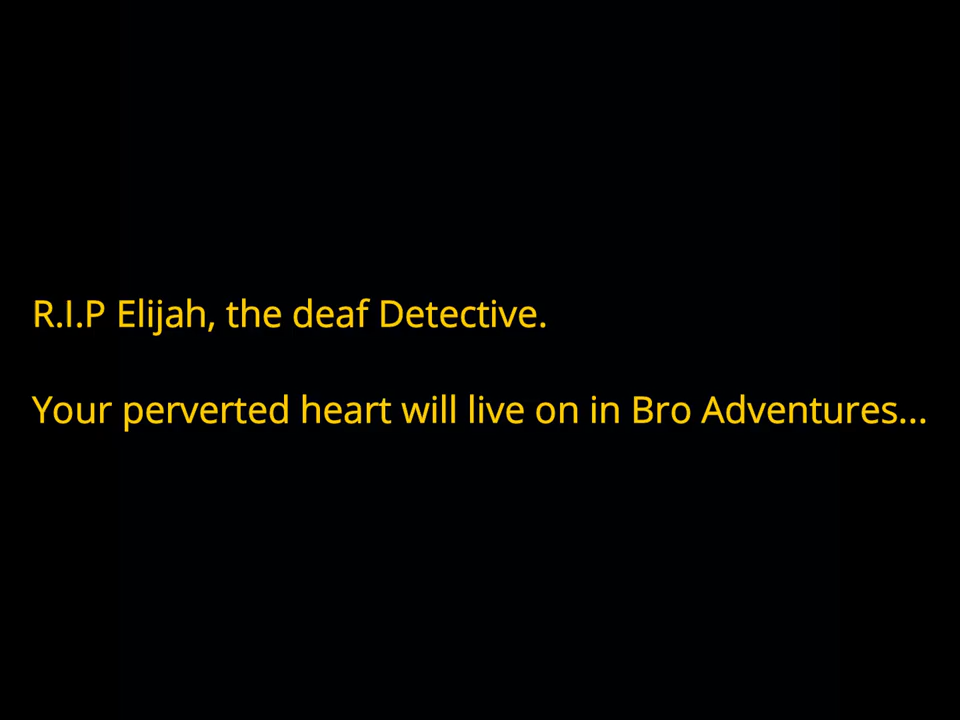 R.I.P Elijah, the deaf Detective.
Your perverted heart will live on in Bro Adventures...